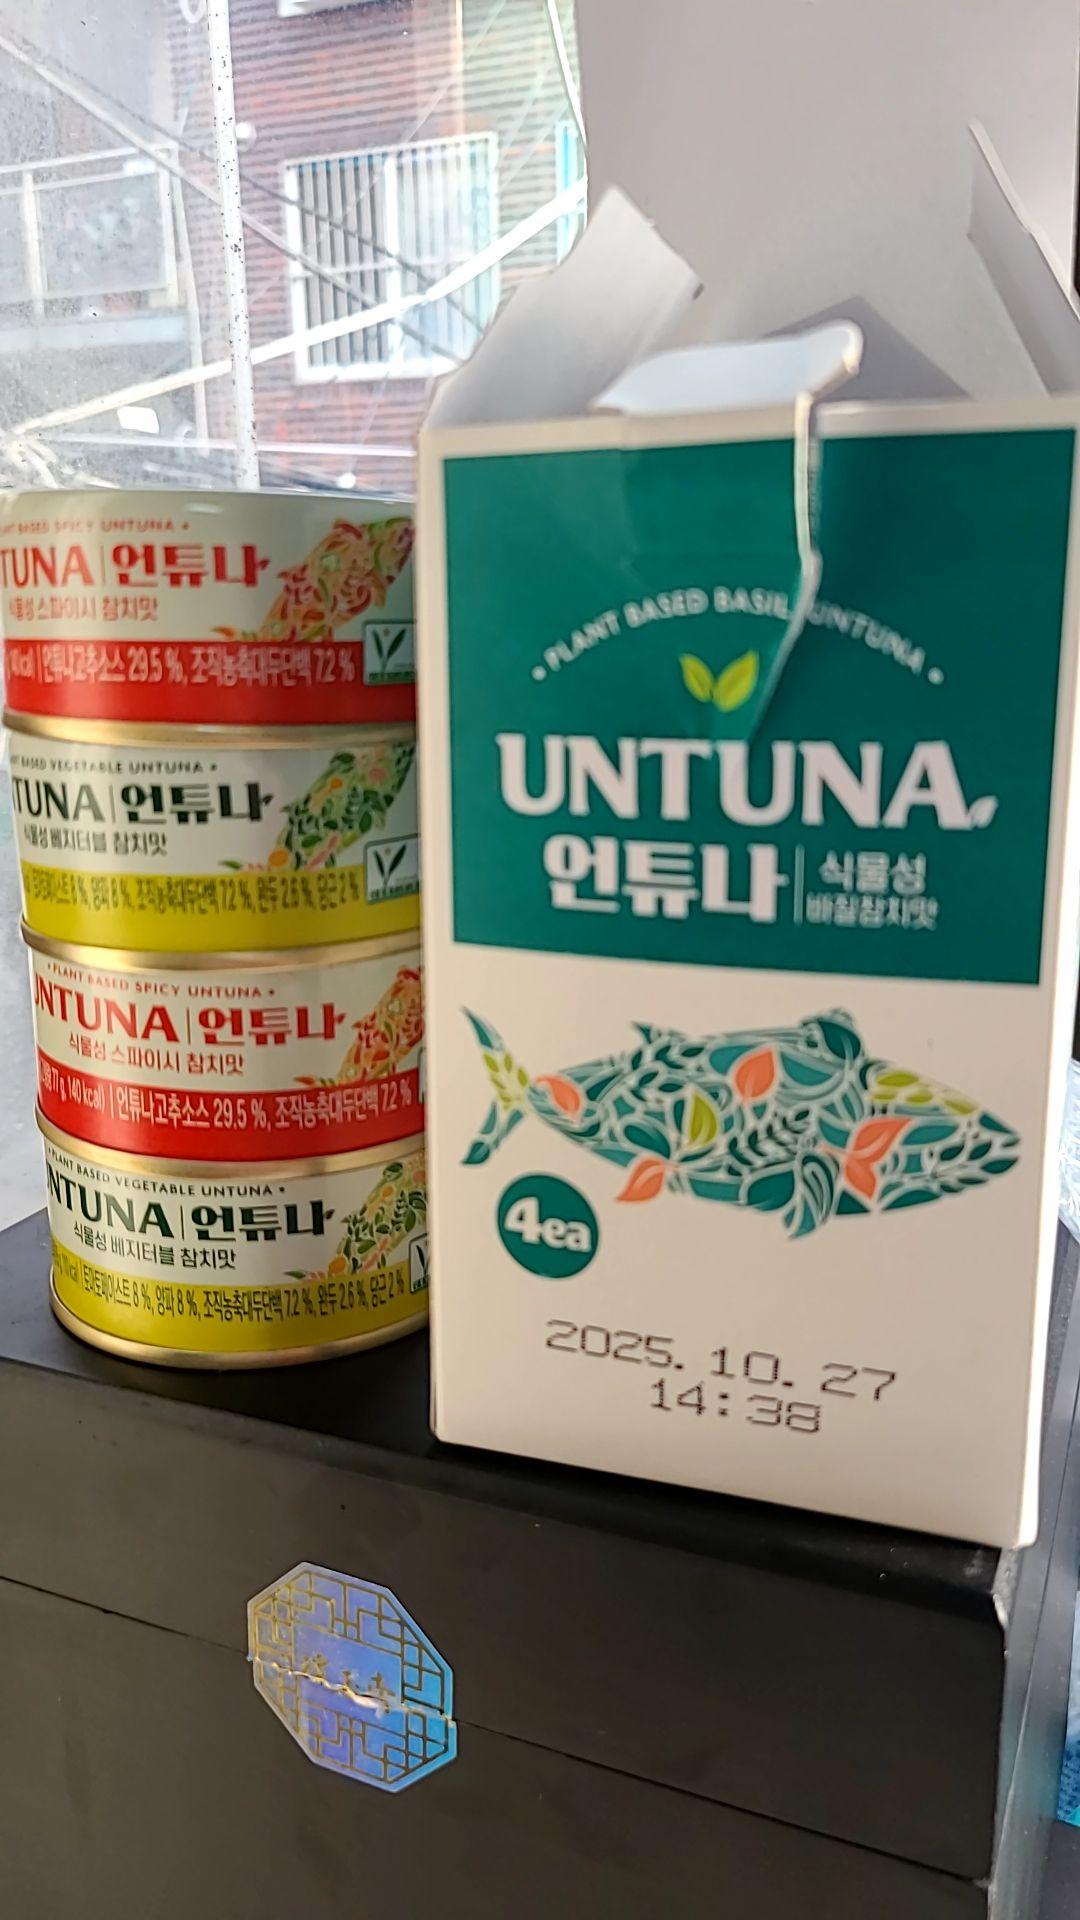 PLANT BASED SPICY UNTUNA •
TUNA | 언튜나
식물성 스파이시 참치맛
언튜나고추소스 29.5 %, 조직농축대두단백 7.2 %
BASED VEGETABLE UNTUNA •
TUNA | 언튜나
식물성 베지터블 참치맛
토마토페이스트 8 %, 양파 8 %, 조직농축대두단백 7.2 %, 완두 2.6 %, 당근 2 %
• PLANT BASED SPICY UNTUNA •
UNTUNA | 언튜나
식물성 스파이시 참치맛
77 g, 140 kcal) | 언튜나고추소스 29.5 %, 조직농축대두단백 7.2 %
• PLANT BASED VEGETABLE UNTUNA •
NTUNA | 언튜나
식물성 베지터블 참치맛
토마토페이스트 8 %, 양파 8 %, 조직농축대두단백 7.2 %, 완두 2.6 %, 당근 2 %
• PLANT BASED BASIL UNTUNA •
UNTUNA
언튜나 | 식물성
바질참치맛
4ea
2025. 10. 27
14:38